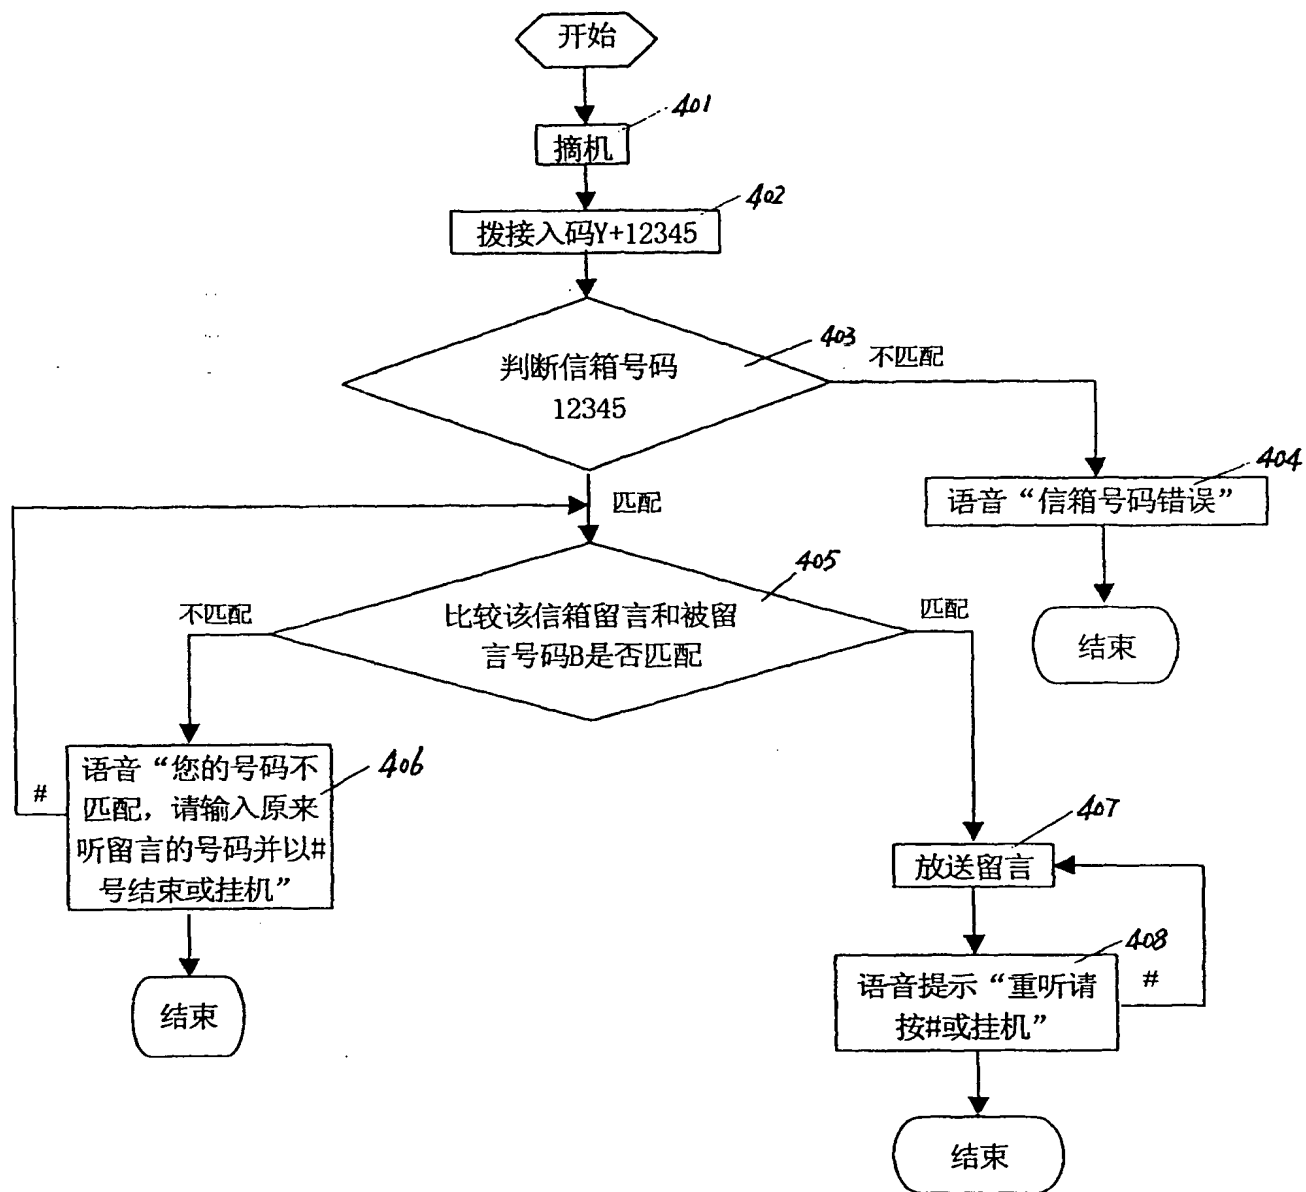 开始
401
摘机
402
拨接入码Y+12345
403
判断信箱号码
12345
不匹配
404
语音“信箱号码错误”
匹配
结束
405
比较该信箱留言和被留
言号码B是否匹配
不匹配
匹配
406
语音“您的号码不
匹配，请输入原来
听留言的号码并以#
号结束或挂机”
#
结束
407
放送留言
408
语音提示“重听请
按#或挂机”
#
结束